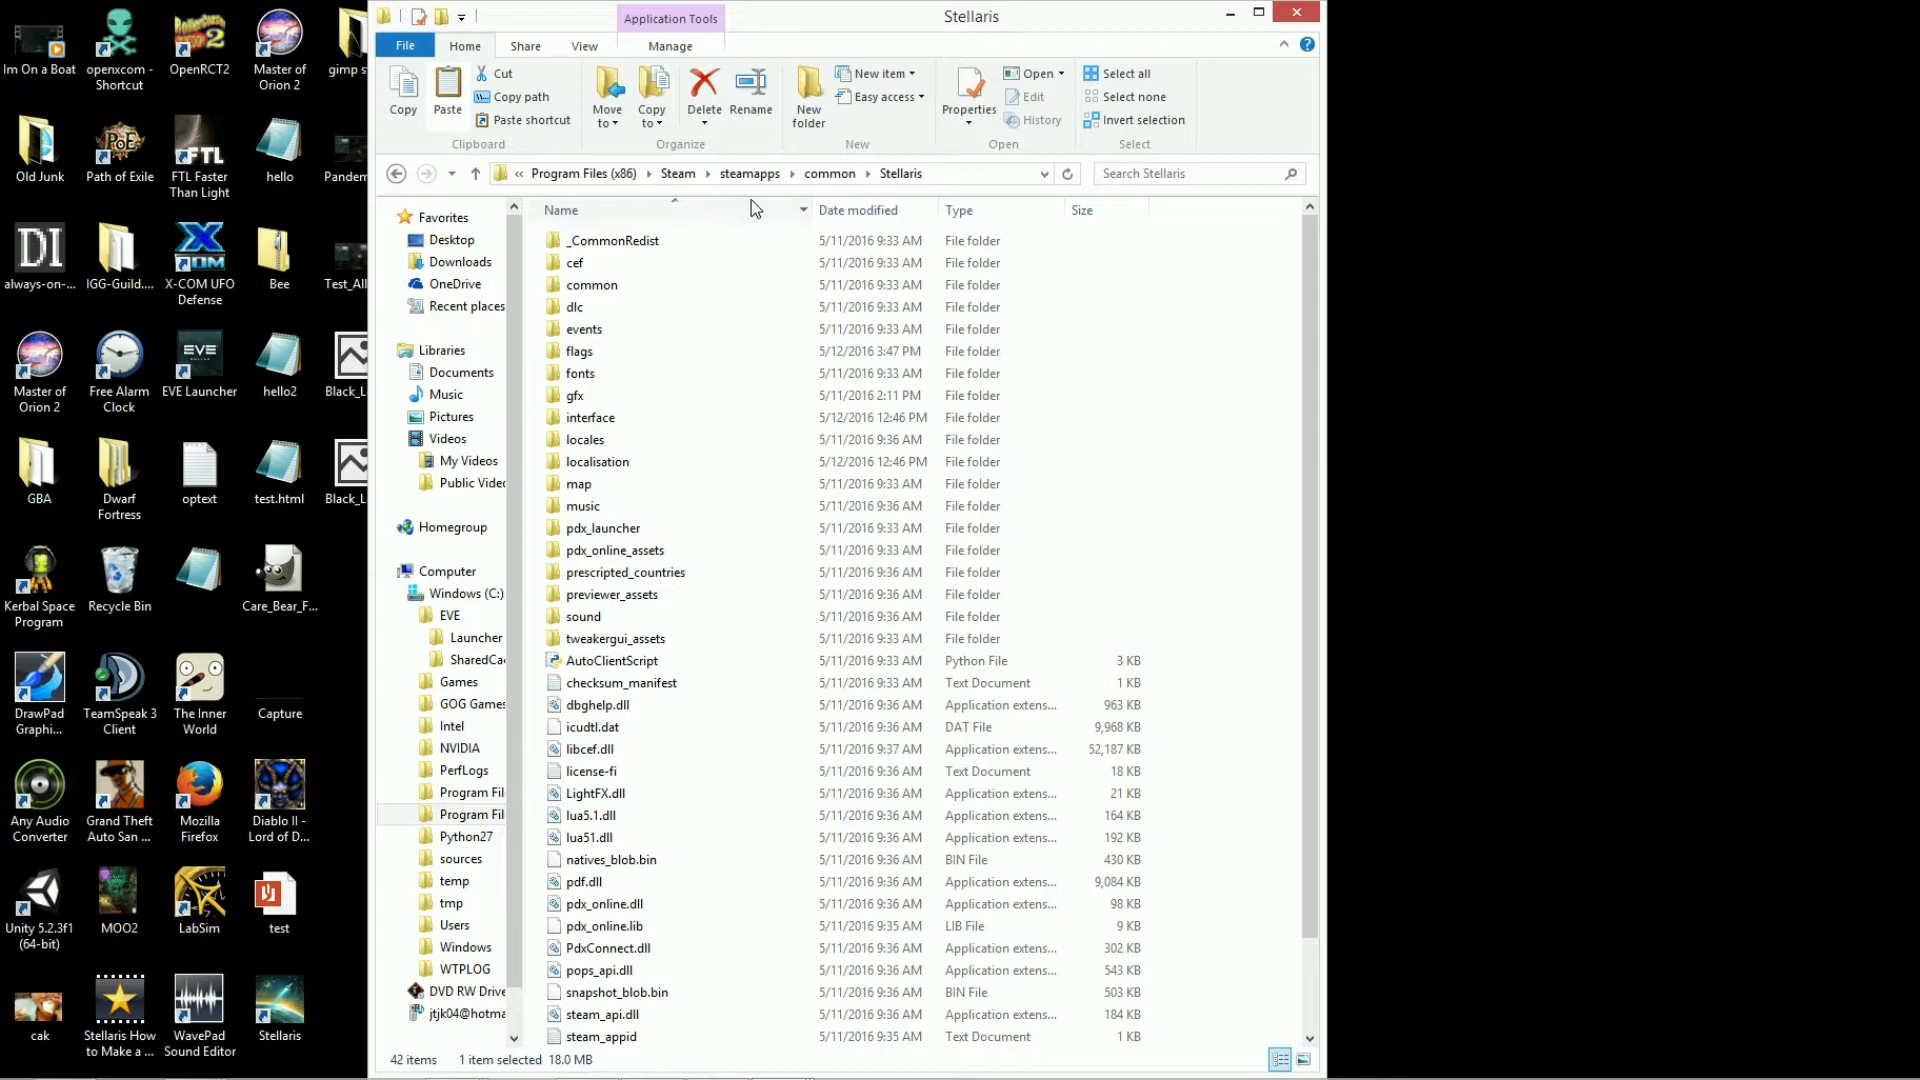 Im On a Boat
openxcom -
Shortcut
OpenRCT2
Master of
Orion 2
gimp s
Old Junk
Path of Exile
FTL Faster
Than Light
hello
Pandem
always-on-...
IGG-Guild....
X-COM UFO
Defense
Bee
Test_All
Master of
Orion 2
Free Alarm
Clock
EVE Launcher
hello2
Black_L
GBA
Dwarf
Fortress
optext
test.html
Black_L
Kerbal Space
Program
Recycle Bin
Care_Bear_F...
DrawPad
Graphi...
TeamSpeak 3
Client
The Inner
World
Capture
Any Audio
Converter
Grand Theft
Auto San ...
Mozilla
Firefox
Diablo II -
Lord of D...
Unity 5.2.3f1
(64-bit)
MOO2
LabSim
test
cak
Stellaris How
to Make a ...
WavePad
Sound Editor
Stellaris
Application Tools
Stellaris
File
Home
Share
View
Manage
Copy
Paste
Cut
Copy path
Paste shortcut
Clipboard
Move
to
Copy
to
Delete
Rename
Organize
New
folder
New item
Easy access
New
Properties
Open
Edit
History
Open
Select all
Select none
Invert selection
Select
« Program Files (x86) Steam steamapps common Stellaris
Search Stellaris
Favorites
Desktop
Downloads
OneDrive
Recent places
Libraries
Documents
Music
Pictures
Videos
My Videos
Public Vide
Homegroup
Computer
Windows (C:)
EVE
Launcher
SharedCa
Games
GOG Games
Intel
NVIDIA
PerfLogs
Program Fil
Program Fil
Python27
sources
temp
tmp
Users
Windows
WTPLOG
DVD RW Drive
jtjk04@hotma
Name Date modified Type Size
_CommonRedist 5/11/2016 9:33 AM File folder
cef 5/11/2016 9:33 AM File folder
common 5/11/2016 9:33 AM File folder
dlc 5/11/2016 9:33 AM File folder
events 5/11/2016 9:33 AM File folder
flags 5/12/2016 3:47 PM File folder
fonts 5/11/2016 9:33 AM File folder
gfx 5/11/2016 2:11 PM File folder
interface 5/12/2016 12:46 PM File folder
locales 5/11/2016 9:36 AM File folder
localisation 5/12/2016 12:46 PM File folder
map 5/11/2016 9:33 AM File folder
music 5/11/2016 9:36 AM File folder
pdx_launcher 5/11/2016 9:33 AM File folder
pdx_online_assets 5/11/2016 9:33 AM File folder
prescripted_countries 5/11/2016 9:36 AM File folder
previewer_assets 5/11/2016 9:36 AM File folder
sound 5/11/2016 9:36 AM File folder
tweakergui_assets 5/11/2016 9:33 AM File folder
AutoClientScript 5/11/2016 9:33 AM Python File 3 KB
checksum_manifest 5/11/2016 9:33 AM Text Document 1 KB
dbghelp.dll 5/11/2016 9:33 AM Application extens... 963 KB
icudtl.dat 5/11/2016 9:36 AM DAT File 9,968 KB
libcef.dll 5/11/2016 9:37 AM Application extens... 52,187 KB
license-fi 5/11/2016 9:36 AM Text Document 18 KB
LightFX.dll 5/11/2016 9:36 AM Application extens... 21 KB
lua5.1.dll 5/11/2016 9:36 AM Application extens... 164 KB
lua51.dll 5/11/2016 9:36 AM Application extens... 192 KB
natives_blob.bin 5/11/2016 9:36 AM BIN File 430 KB
pdf.dll 5/11/2016 9:36 AM Application extens... 9,084 KB
pdx_online.dll 5/11/2016 9:36 AM Application extens... 98 KB
pdx_online.lib 5/11/2016 9:35 AM LIB File 9 KB
PdxConnect.dll 5/11/2016 9:36 AM Application extens... 302 KB
pops_api.dll 5/11/2016 9:36 AM Application extens... 543 KB
snapshot_blob.bin 5/11/2016 9:36 AM BIN File 503 KB
steam_api.dll 5/11/2016 9:36 AM Application extens... 184 KB
steam_appid 5/11/2016 9:35 AM Text Document 1 KB
42 items 1 item selected 18.0 MB